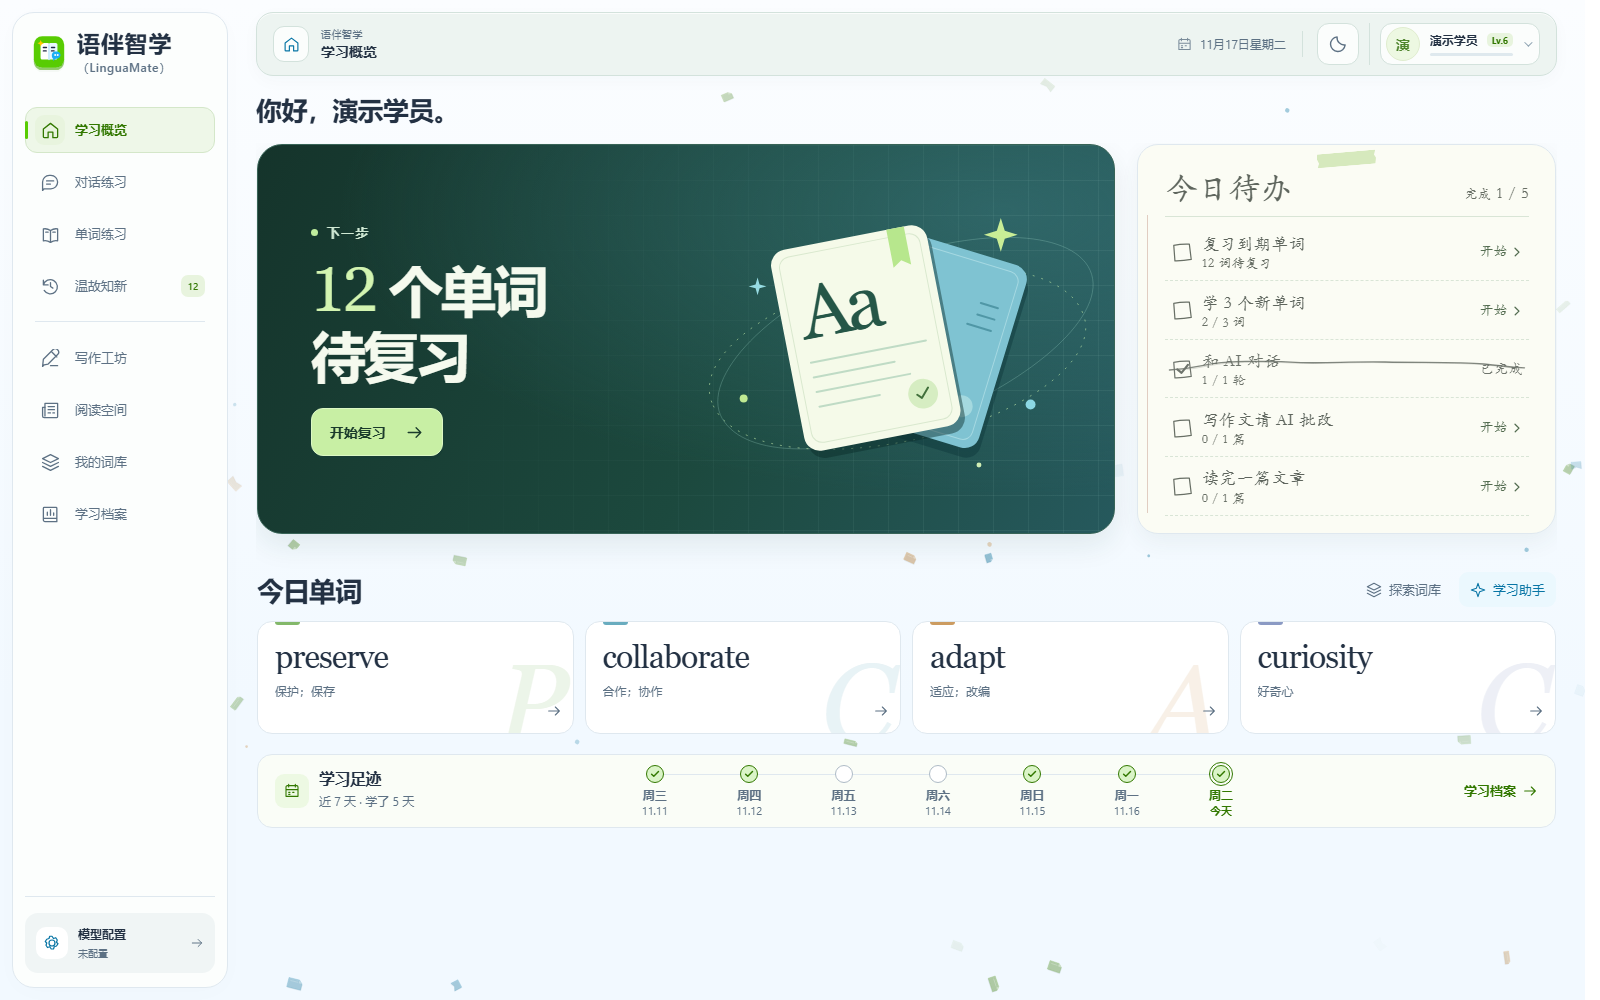 语伴智学
（LinguaMate）
学习概览
对话练习
单词练习
温故知新
12
写作工坊
阅读空间
我的词库
学习档案
模型配置
未配置
语伴智学
学习概览
11月17日星期二
演
演示学员
Lv.6
你好，演示学员。
下一步
12 个单词
待复习
开始复习
Aa
今日待办
完成 1 / 5
复习到期单词
12 词待复习
开始
学 3 个新单词
2 / 3 词
开始
和 AI 对话
1 / 1 轮
已完成
写作文请 AI 批改
0 / 1 篇
开始
读完一篇文章
0 / 1 篇
开始
今日单词
探索词库
学习助手
preserve
保护；保存
P
collaborate
合作；协作
C
adapt
适应；改编
A
curiosity
好奇心
C
学习足迹
近 7 天 · 学了 5 天
周三
11.11
周四
11.12
周五
11.13
周六
11.14
周日
11.15
周一
11.16
周二
今天
学习档案